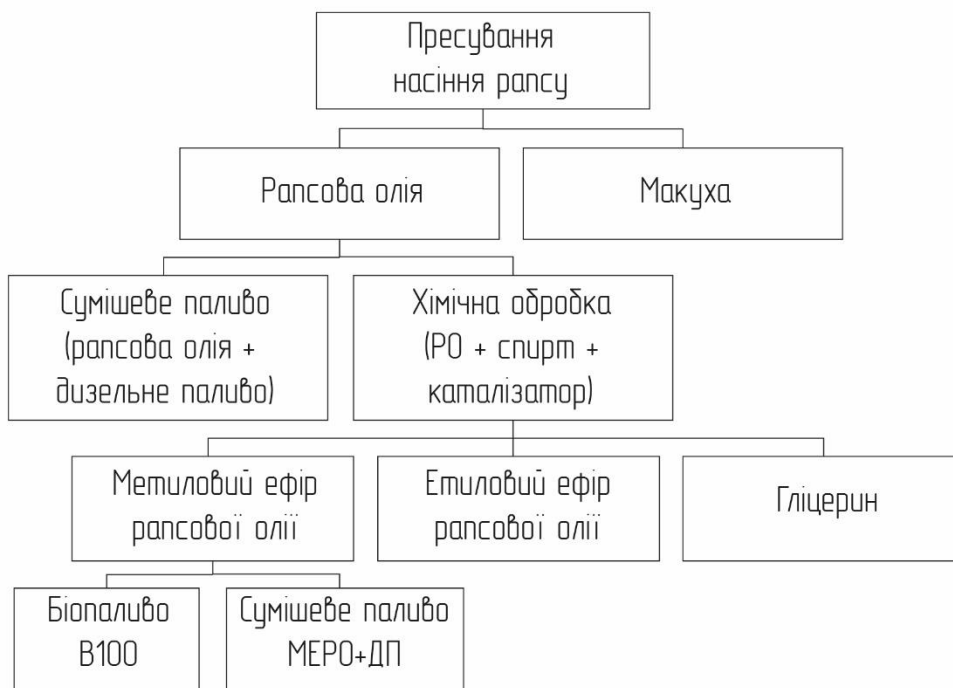 Пресування
насіння рапсу
Рапсова олія
Макуха
Сумішеве паливо
(рапсова олія +
дизельне паливо)
Хімічна обробка
(РО + спирт +
каталізатор)
Метиловий ефір
рапсової олії
Етиловий ефір
рапсової олії
Гліцерин
Біопаливо
В100
Сумішеве паливо
МЕРО+ДП